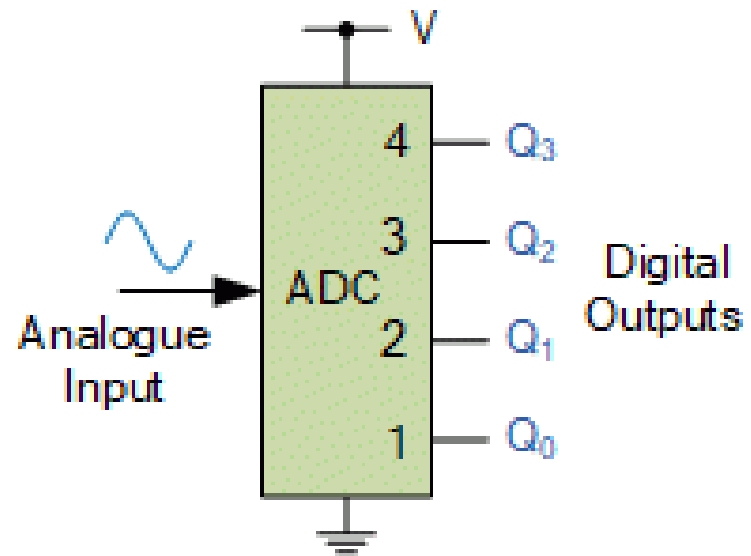 V
4 Q₃
3 Q₂
ADC
Analogue
Input
2 Q₁
1 Q₀
Digital
Outputs